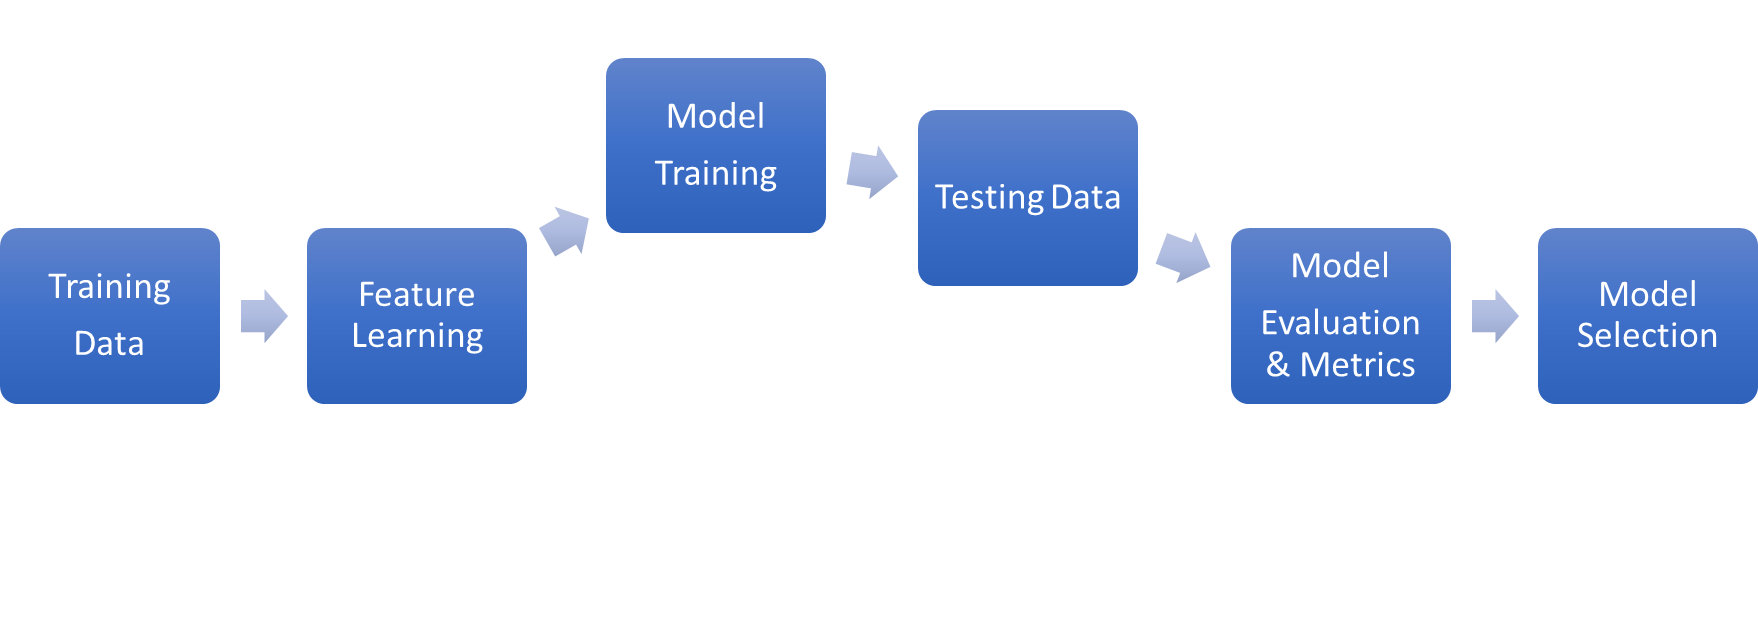 Training
Data
Feature
Learning
Model
Training
Testing Data
Model
Evaluation
& Metrics
Model
Selection